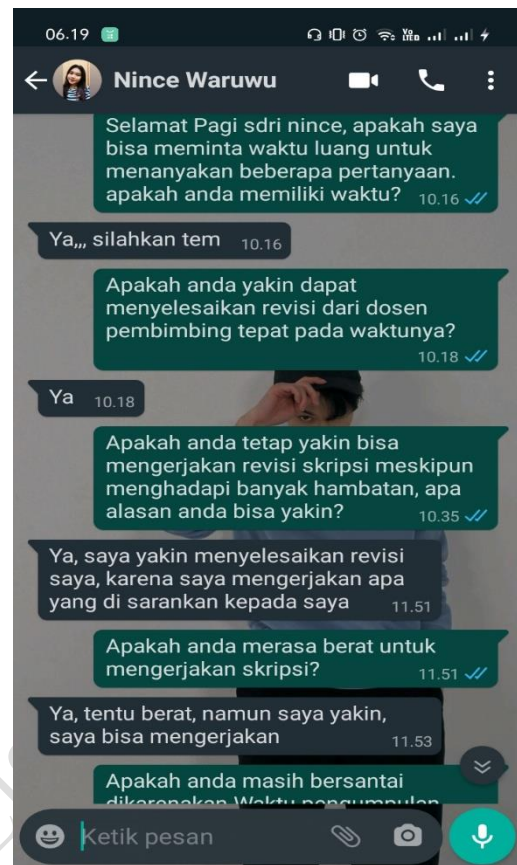 06.19
Nince Waruwu
Selamat Pagi sdri nince, apakah saya
bisa meminta waktu luang untuk
menanyakan beberapa pertanyaan.
apakah anda memiliki waktu? 10.16
Ya,,, silahkan tem 10.16
Apakah anda yakin dapat
menyelesaikan revisi dari dosen
pembimbing tepat pada waktunya?
10.18
Ya 10.18
Apakah anda tetap yakin bisa
mengerjakan revisi skripsi meskipun
menghadapi banyak hambatan, apa
alasan anda bisa yakin? 10.35
Ya, saya yakin menyelesaikan revisi
saya, karena saya mengerjakan apa
yang di sarankan kepada saya 11.51
Apakah anda merasa berat untuk
mengerjakan skripsi? 11.51
Ya, tentu berat, namun saya yakin,
saya bisa mengerjakan 11.53
Apakah anda masih bersantai
dikarenakan Waktu pengumpulan
Ketik pesan